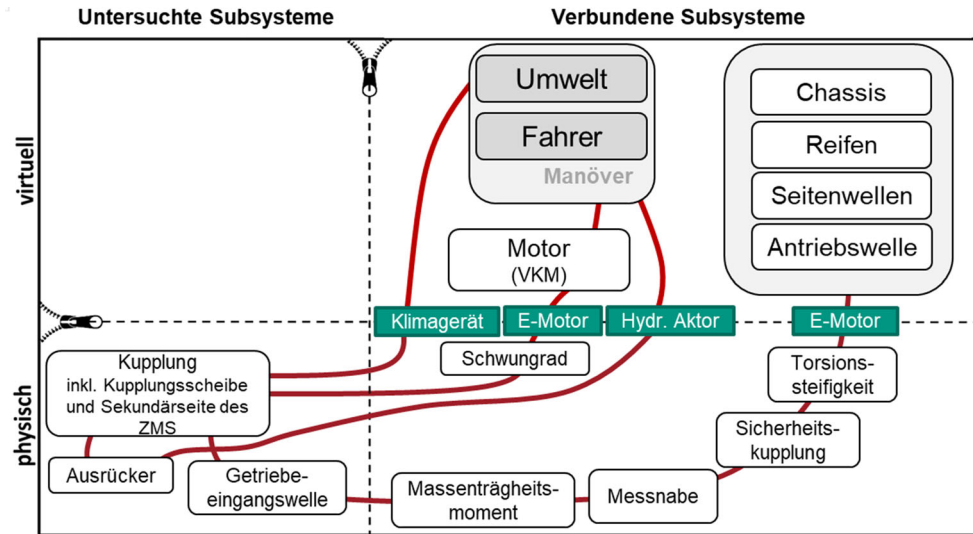 Untersuchte Subsysteme
Verbundene Subsysteme
virtuell
Umwelt
Fahrer
Manöver
Chassis
Reifen
Seitenwellen
Antriebswelle
Motor
(VKM)
Klimagerät
E-Motor
Hydr. Aktor
E-Motor
physisch
Kupplung
inkl. Kupplungsscheibe
und Sekundärseite des
ZMS
Schwungrad
Torsions-
steifigkeit
Sicherheits-
kupplung
Ausrücker
Getriebe-
eingangswelle
Massenträgheits-
moment
Messnabe